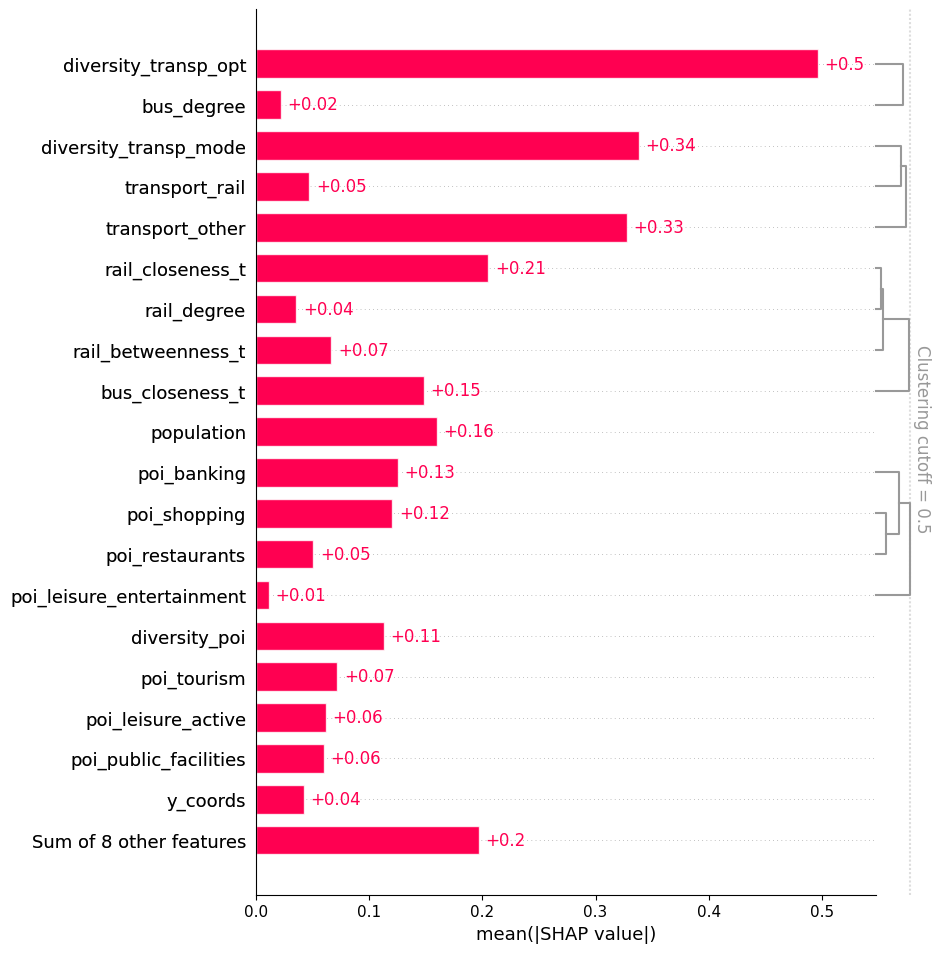 diversity_transp_opt +0.5
bus_degree +0.02
diversity_transp_mode +0.34
transport_rail +0.05
transport_other +0.33
rail_closeness_t +0.21
rail_degree +0.04
rail_betweenness_t +0.07
bus_closeness_t +0.15
population +0.16
poi_banking +0.13
poi_shopping +0.12
poi_restaurants +0.05
poi_leisure_entertainment +0.01
diversity_poi +0.11
poi_tourism +0.07
poi_leisure_active +0.06
poi_public_facilities +0.06
y_coords +0.04
Sum of 8 other features +0.2
Clustering cutoff = 0.5
0.0 0.1 0.2 0.3 0.4 0.5
mean(|SHAP value|)